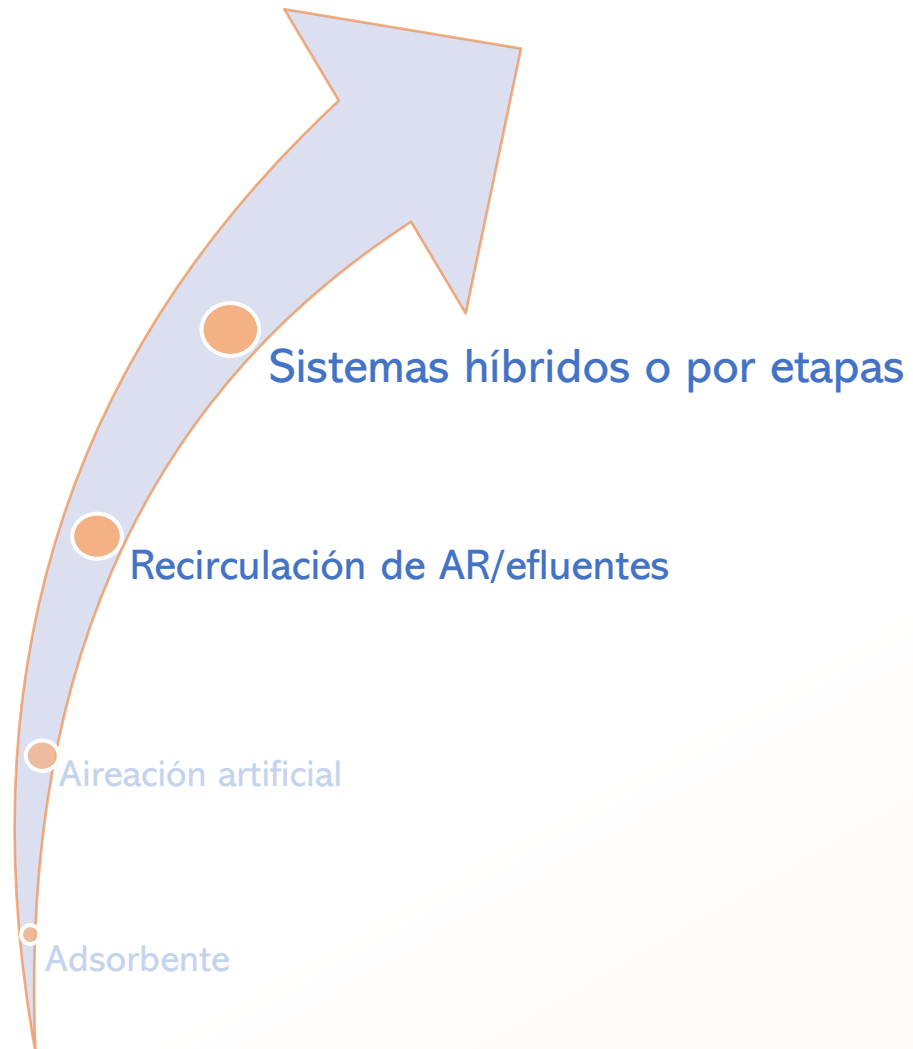 Sistemas híbridos o por etapas
Recirculación de AR/efluentes
Aireación artificial
Adsorbente